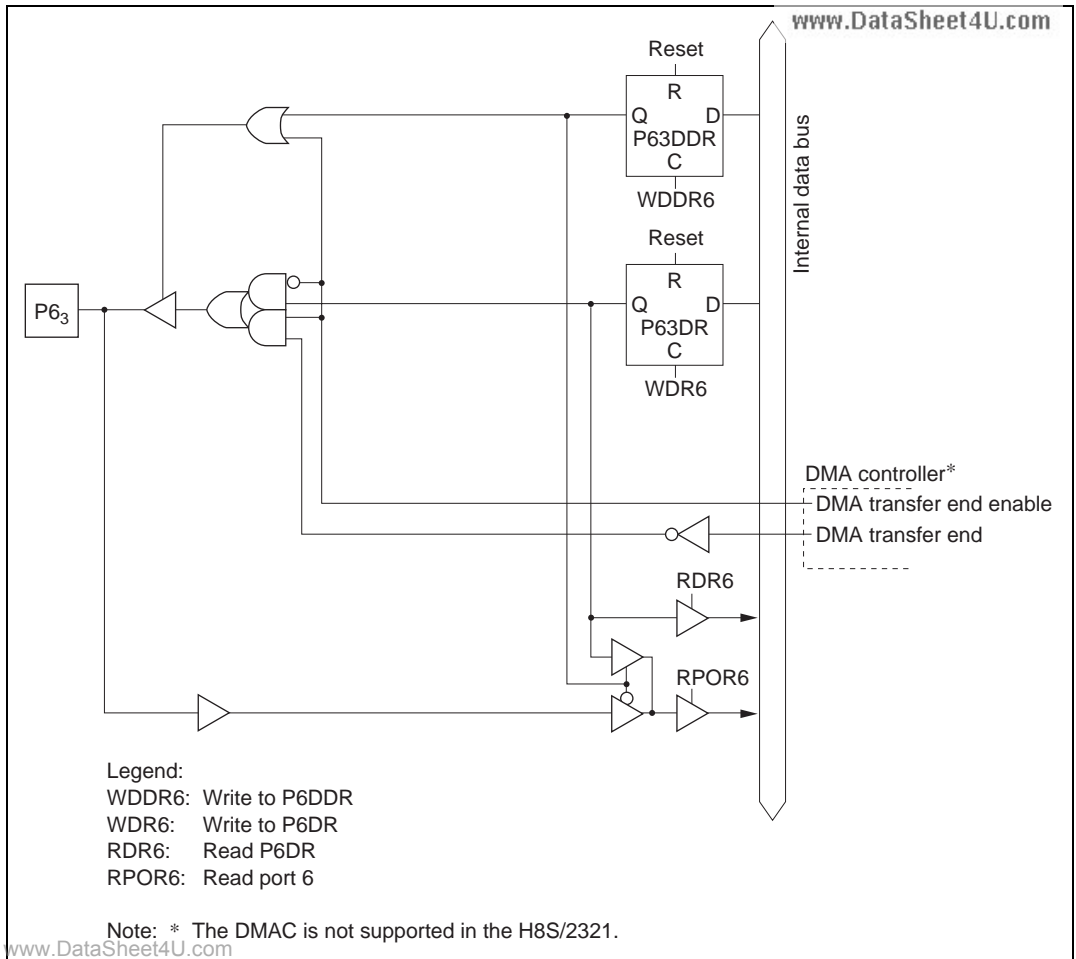 www.DataSheet4U.com
Reset
R
Q D
P63DDR
C
WDDR6
Reset
R
Q D
P63DR
C
WDR6
Internal data bus
P6₃
DMA controller*
DMA transfer end enable
DMA transfer end
RDR6
RPOR6
Legend:
WDDR6: Write to P6DDR
WDR6: Write to P6DR
RDR6: Read P6DR
RPOR6: Read port 6
Note: * The DMAC is not supported in the H8S/2321.
www.DataSheet4U.com